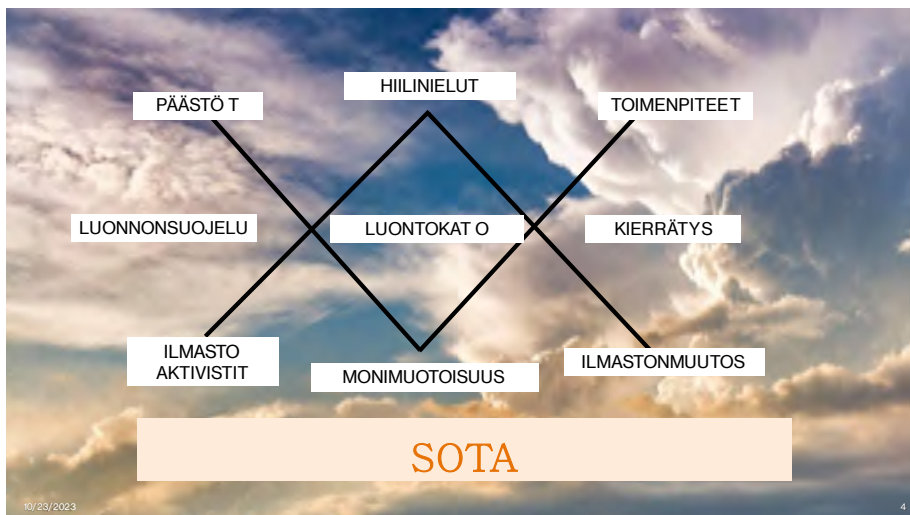 HIILINIELUT
PÄÄSTÖ T
TOIMENPITEET
LUONNONSUOJELU
LUONTOKAT O
KIERRÄTYS
ILMASTO
AKTIVISTIT
MONIMUOTOISUUS
ILMASTONMUUTOS
SOTA
10/23/2023
4